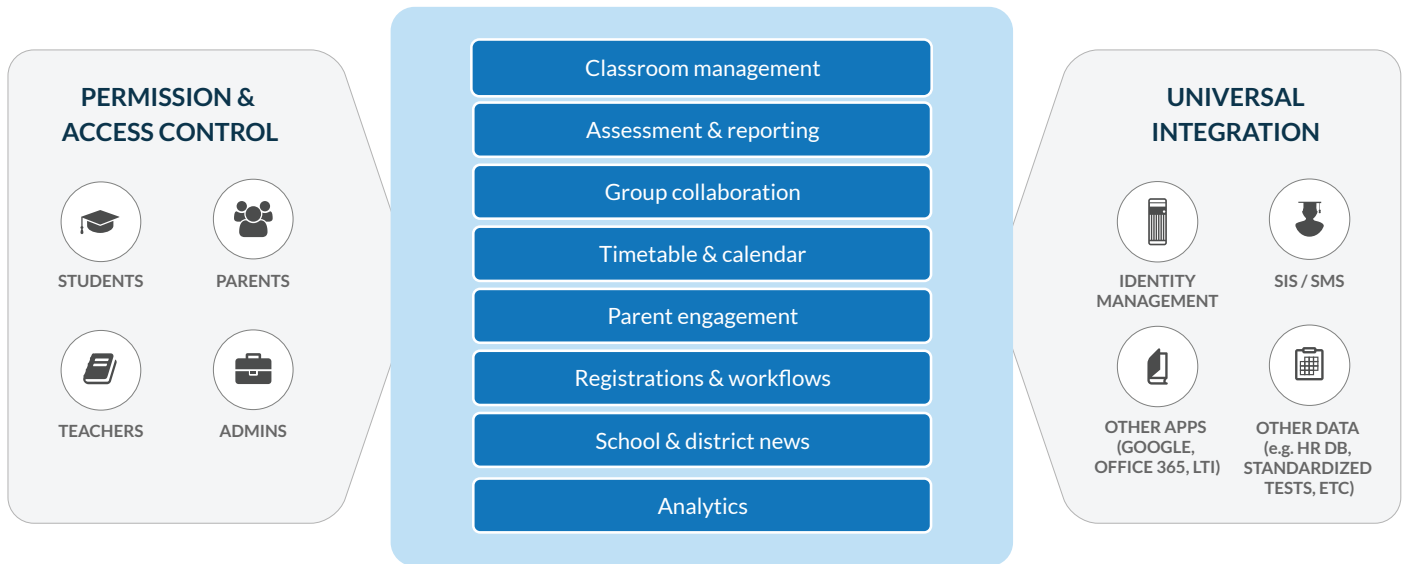 PERMISSION &
ACCESS CONTROL
STUDENTS
PARENTS
TEACHERS
ADMINS
Classroom management
Assessment & reporting
Group collaboration
Timetable & calendar
Parent engagement
Registrations & workflows
School & district news
Analytics
UNIVERSAL
INTEGRATION
IDENTITY
MANAGEMENT
SIS / SMS
OTHER APPS
(GOOGLE,
OFFICE 365, LTI)
OTHER DATA
(e.g. HR DB,
STANDARDIZED
TESTS, ETC)